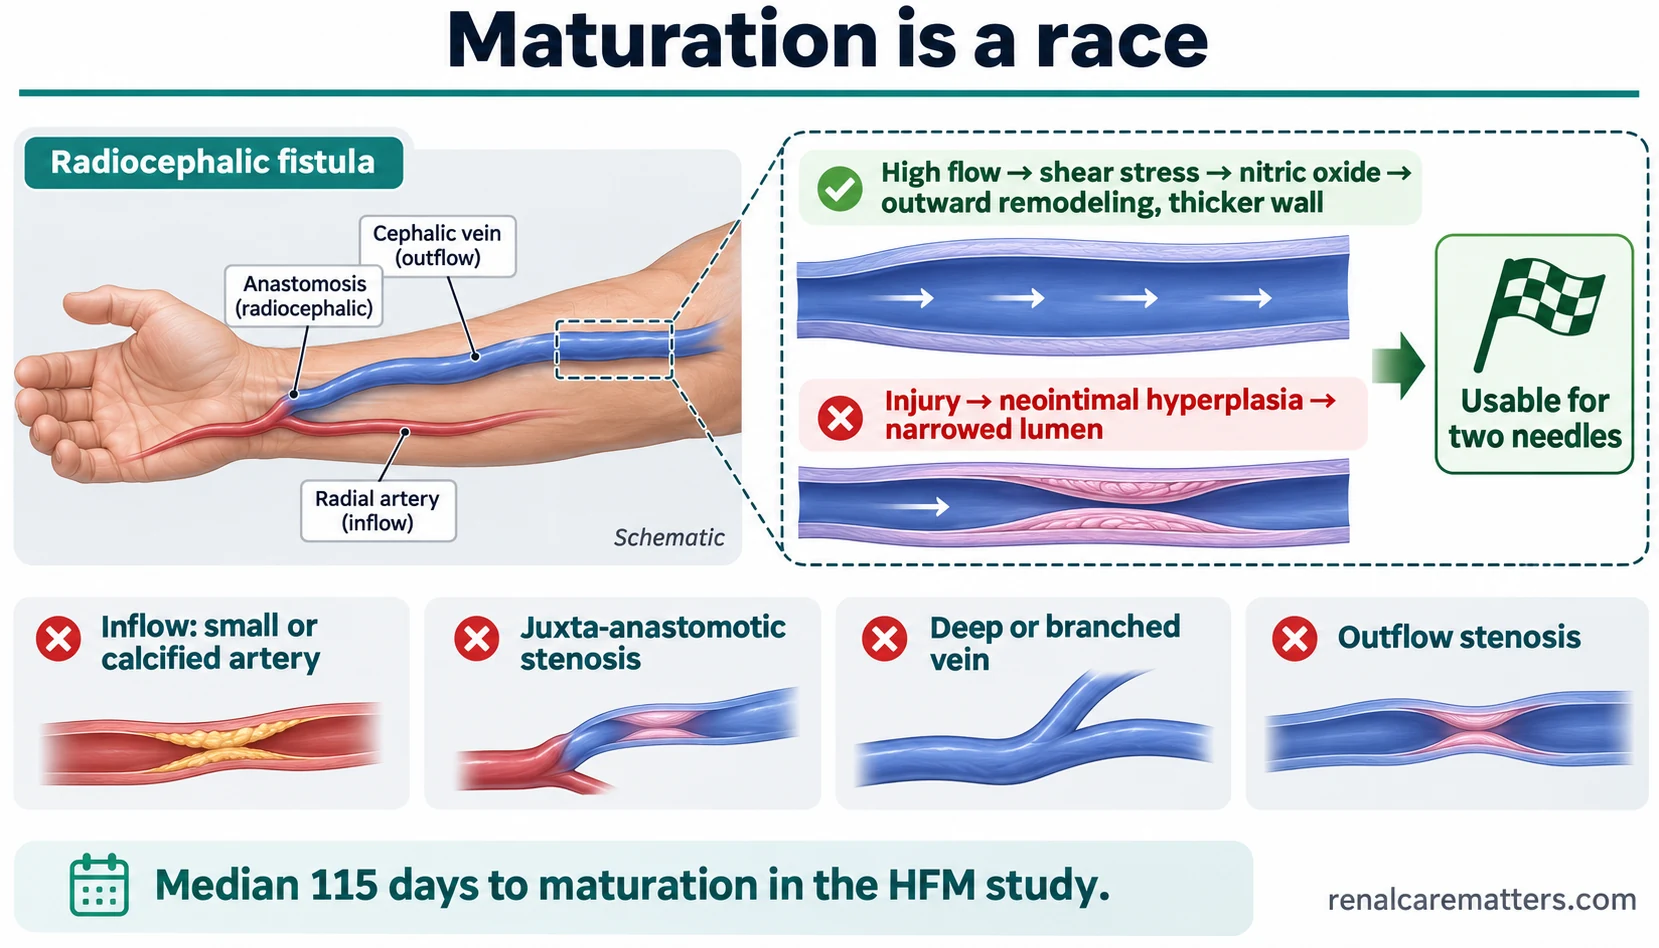 Maturation is a race
Radiocephalic fistula
Cephalic vein
(outflow)
Anastomosis
(radiocephalic)
Radial artery
(inflow)
Schematic
High flow → shear stress → nitric oxide →
outward remodeling, thicker wall
Injury → neointimal hyperplasia →
narrowed lumen
Usable for
two needles
Inflow: small or
calcified artery
Juxta-anastomotic
stenosis
Deep or branched
vein
Outflow stenosis
Median 115 days to maturation in the HFM study.
renalcarematters.com